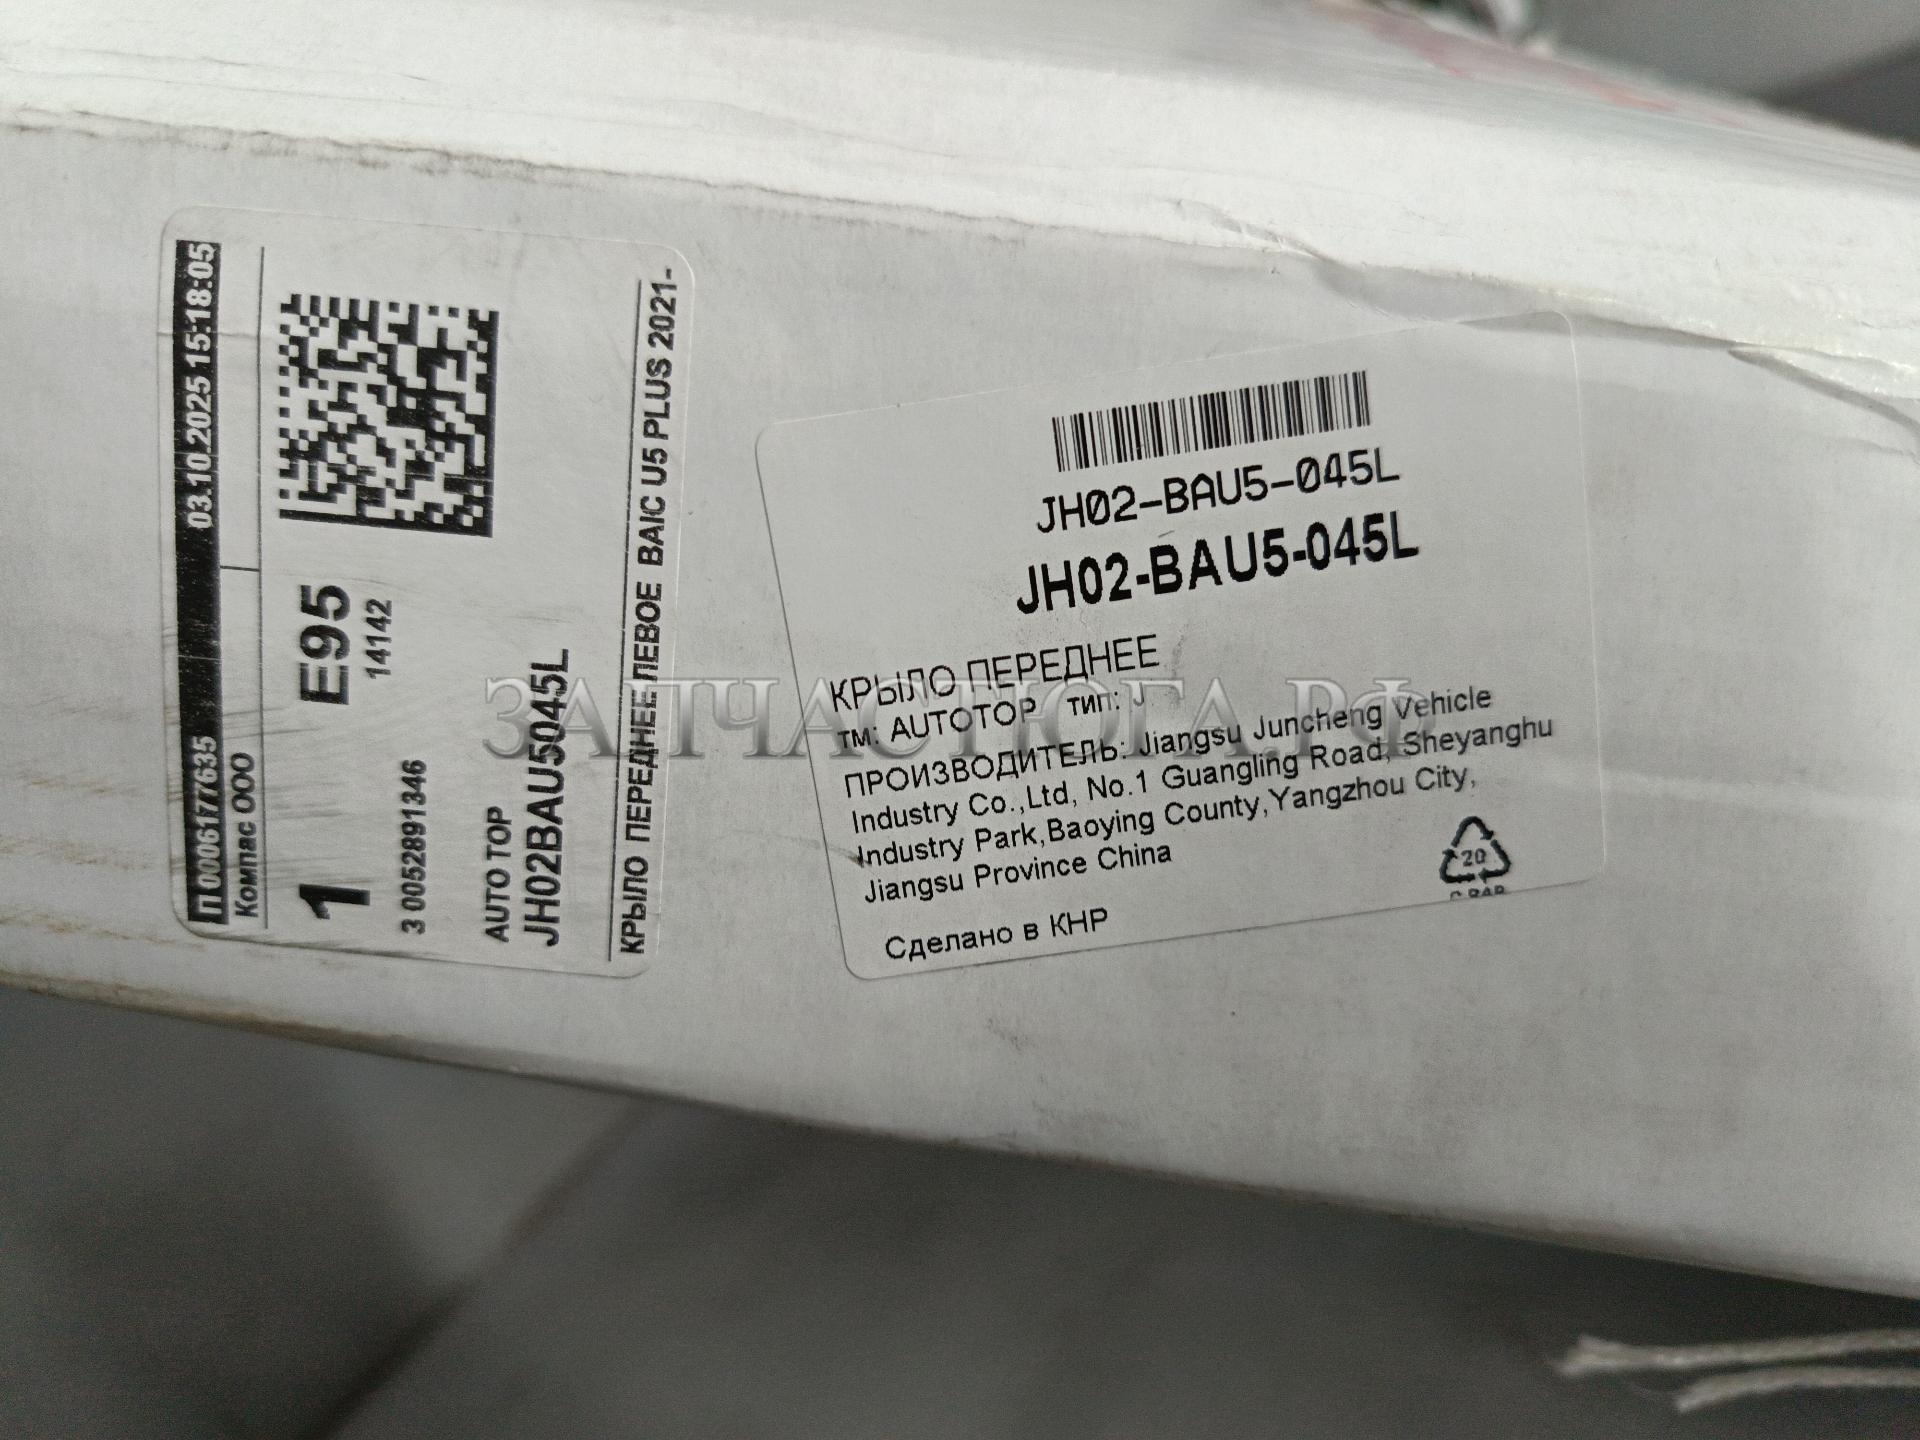 П 00061777635 03.10.2025 15:18:05
Компас ООО
1 E95
14142
3 0052891346
AUTO TOP
JH02BAU5045L
КРЫЛО ПЕРЕДНЕЕ ЛЕВОЕ BAIC U5 PLUS 2021-
JH02-BAU5-045L
JH02-BAU5-045L
КРЫЛО ПЕРЕДНЕЕ
тм: AUTOTOP тип: J
ПРОИЗВОДИТЕЛЬ: Jiangsu Juncheng Vehicle
Industry Co.,Ltd, No.1 Guangling Road, Sheyanghu
Industry Park,Baoying County,Yangzhou City,
Jiangsu Province China
20
C PAP
Сделано в КНР
ЗАПЧАСТЮГА.РФ